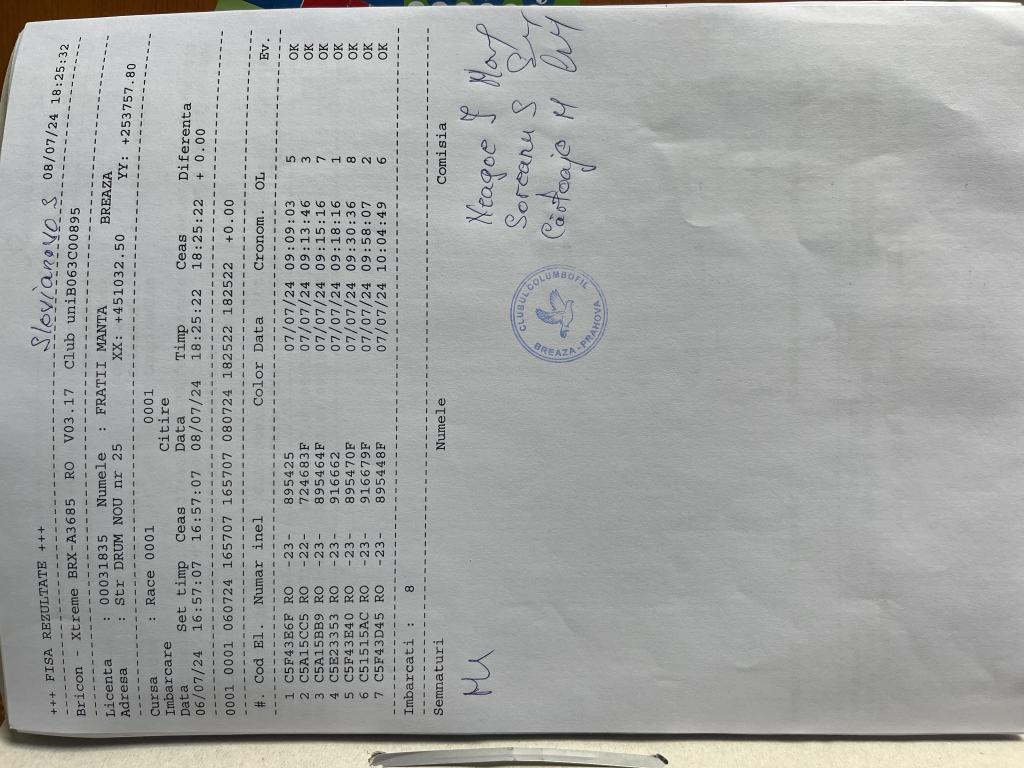 Slovianovo S
+++ FISA REZULTATE +++ 08/07/24 18:25:32
Bricon - Xtreme BRX-A3685 RO V03.17 Club uniB063C00895
Licenta : 00031835 Numele : FRATII MANTA BREAZA
Adresa : Str DRUM NOU nr 25 XX: +451032.50 YY: +253757.80
Cursa : Race 0001 0001
Imbarcare Citire
Data Set timp Ceas Data Timp Ceas Diferenta
06/07/24 16:57:07 16:57:07 08/07/24 18:25:22 18:25:22 + 0.00
0001 0001 060724 165707 165707 080724 182522 182522 +0.00
#. Cod El. Numar inel Color Data Cronom. OL Ev.
1 C5F43E6F RO -23- 895425 07/07/24 09:09:03 5 OK
2 C5A15CC5 RO -22- 724683F 07/07/24 09:13:46 3 OK
3 C5A15BB9 RO -23- 895464F 07/07/24 09:15:16 7 OK
4 C5E23353 RO -23- 916662 07/07/24 09:18:16 1 OK
5 C5F43E40 RO -23- 895470F 07/07/24 09:30:36 8 OK
6 C51515AC RO -23- 916679F 07/07/24 09:58:07 2 OK
7 C5F43D45 RO -23- 895448F 07/07/24 10:04:49 6 OK
Imbarcati : 8
Semnaturi Numele Comisia
Neagoe I
Soreanu S
Cârtoaje M
CLUBUL COLUMBOFIL
BREAZA-PRAHOVA